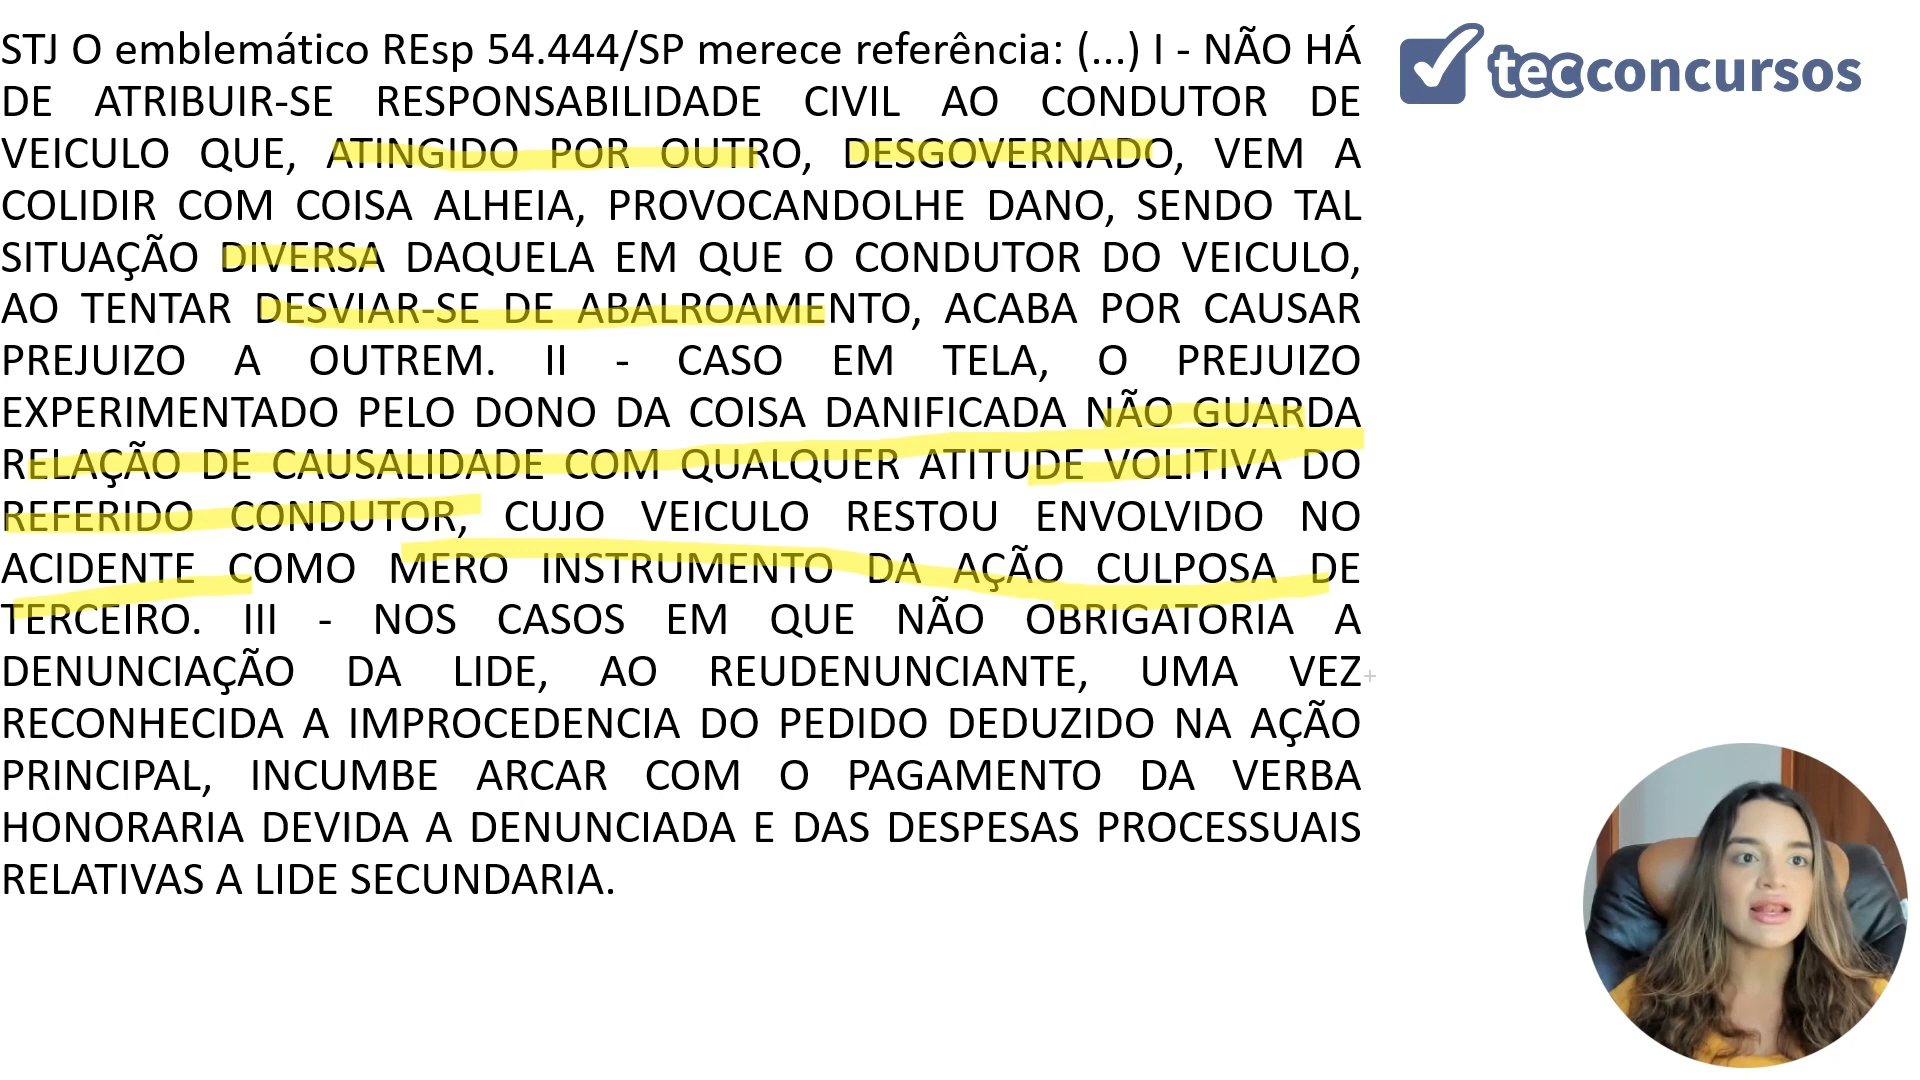 STJ O emblemático REsp 54.444/SP merece referência: (...) I - NÃO HÁ
DE ATRIBUIR-SE RESPONSABILIDADE CIVIL AO CONDUTOR DE
VEICULO QUE, ATINGIDO POR OUTRO, DESGOVERNADO, VEM A
COLIDIR COM COISA ALHEIA, PROVOCANDOLHE DANO, SENDO TAL
SITUAÇÃO DIVERSA DAQUELA EM QUE O CONDUTOR DO VEICULO,
AO TENTAR DESVIAR-SE DE ABALROAMENTO, ACABA POR CAUSAR
PREJUIZO A OUTREM. II - CASO EM TELA, O PREJUIZO
EXPERIMENTADO PELO DONO DA COISA DANIFICADA NÃO GUARDA
RELAÇÃO DE CAUSALIDADE COM QUALQUER ATITUDE VOLITIVA DO
REFERIDO CONDUTOR, CUJO VEICULO RESTOU ENVOLVIDO NO
ACIDENTE COMO MERO INSTRUMENTO DA AÇÃO CULPOSA DE
TERCEIRO. III - NOS CASOS EM QUE NÃO OBRIGATORIA A
DENUNCIAÇÃO DA LIDE, AO REUDENUNCIANTE, UMA VEZ
RECONHECIDA A IMPROCEDENCIA DO PEDIDO DEDUZIDO NA AÇÃO
PRINCIPAL, INCUMBE ARCAR COM O PAGAMENTO DA VERBA
HONORARIA DEVIDA A DENUNCIADA E DAS DESPESAS PROCESSUAIS
RELATIVAS A LIDE SECUNDARIA.
tecconcursos